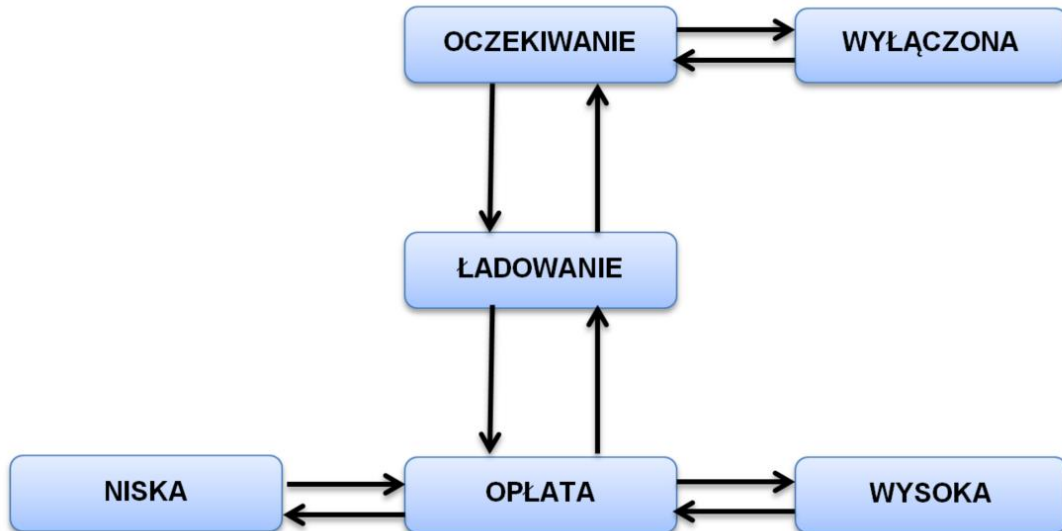 OCZEKIWANIE
WYŁĄCZONA
ŁADOWANIE
NISKA
OPŁATA
WYSOKA